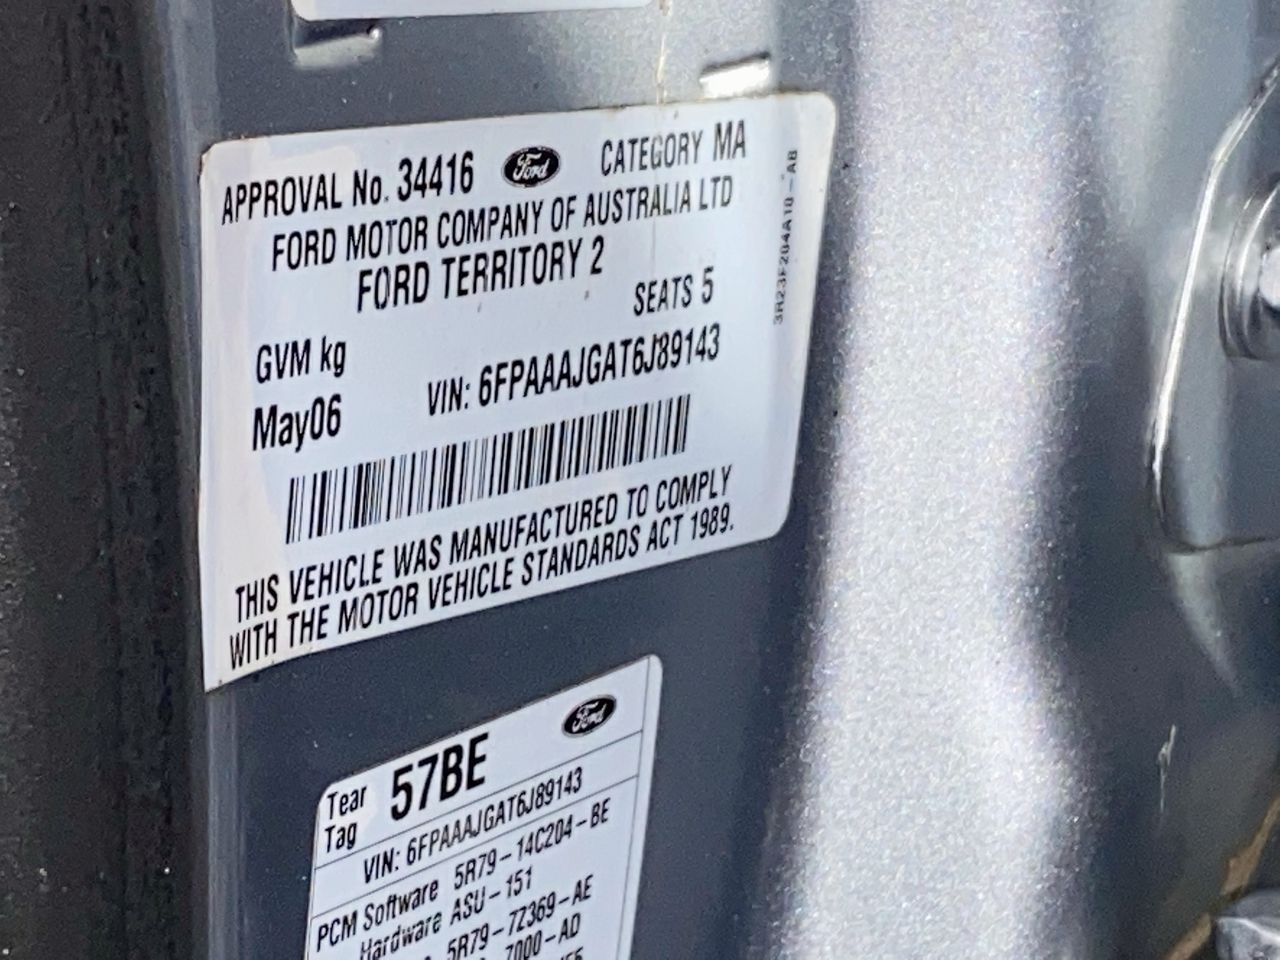 APPROVAL No. 34416 Ford CATEGORY MA
FORD MOTOR COMPANY OF AUSTRALIA LTD
FORD TERRITORY 2
SEATS 5
GVM kg
VIN: 6FPAAAJGAT6J89143
May06
THIS VEHICLE WAS MANUFACTURED TO COMPLY
WITH THE MOTOR VEHICLE STANDARDS ACT 1989.
3R23F204A10-AB
Ford
Tear Tag 57BE
VIN: 6FPAAAJGAT6J89143
PCM Software 5R79-14C204-BE
Hardware ASU-151
5R79-7Z369-AE
7000-AD